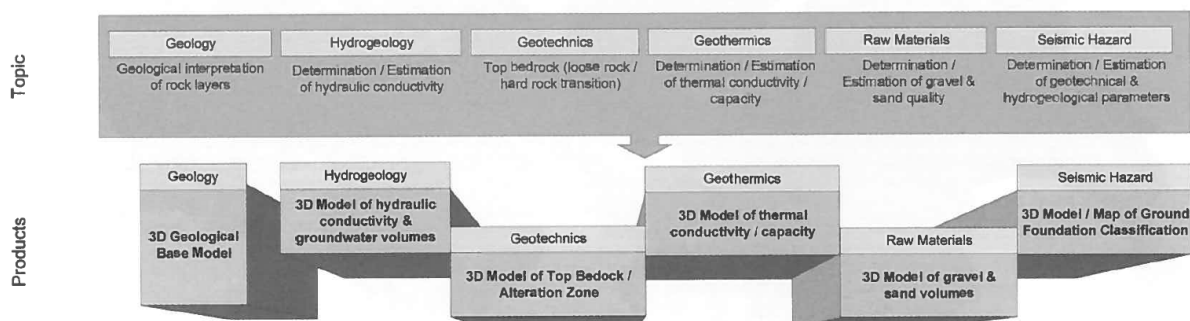 Topic
Geology
Geological interpretation
of rock layers
Hydrogeology
Determination / Estimation
of hydraulic conductivity
Geotechnics
Top bedrock (loose rock /
hard rock transition)
Geothermics
Determination / Estimation
of thermal conductivity /
capacity
Raw Materials
Determination /
Estimation of gravel &
sand quality
Seismic Hazard
Determination / Estimation
of geotechnical &
hydrogeological parameters
Products
Geology
3D Geological
Base Model
Hydrogeology
3D Model of hydraulic
conductivity &
groundwater volumes
Geotechnics
3D Model of Top Bedock /
Alteration Zone
Geothermics
3D Model of thermal
conductivity / capacity
Raw Materials
3D Model of gravel &
sand volumes
Seismic Hazard
3D Model / Map of Ground
Foundation Classification